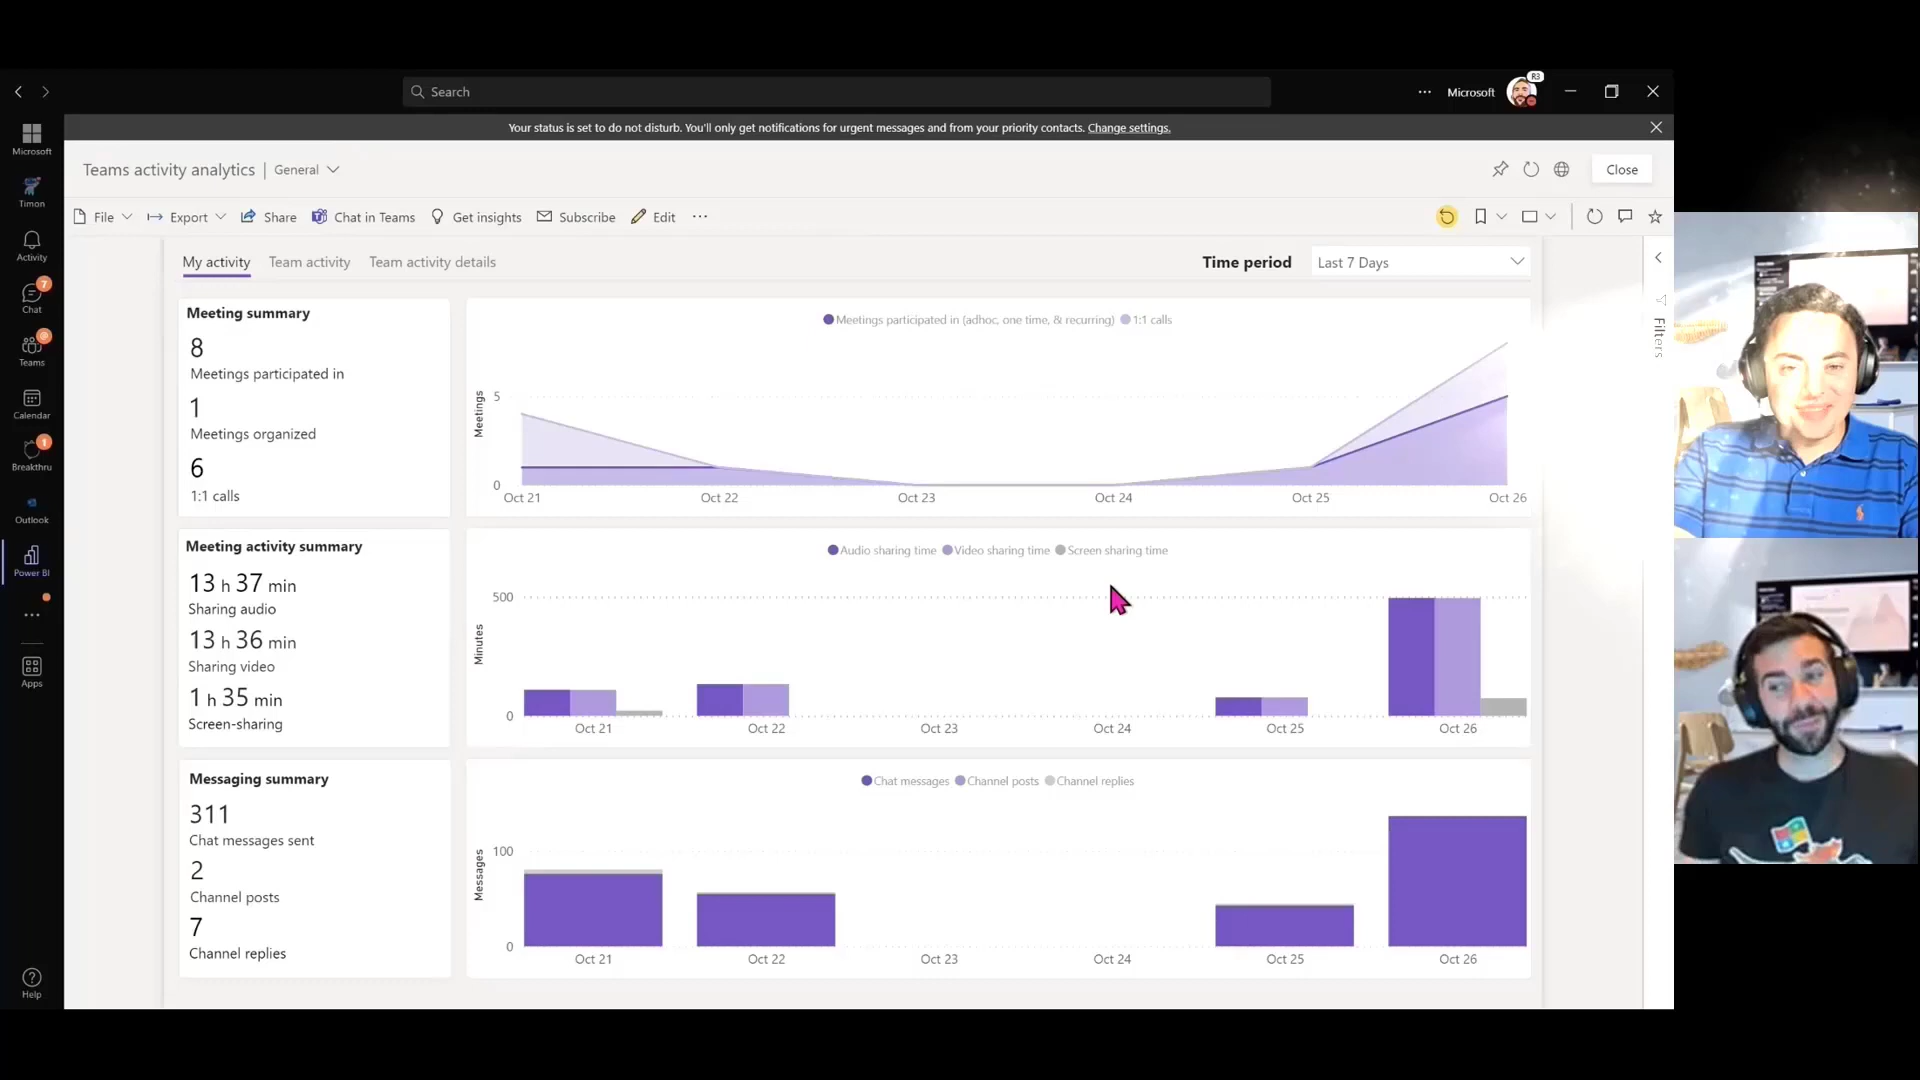 Search
Microsoft
R3
Your status is set to do not disturb. You'll only get notifications for urgent messages and from your priority contacts. Change settings.
Microsoft
Timon
Activity
7
Chat
@
Teams
Calendar
1
Breakthru
Outlook
Power BI
Apps
Help
Teams activity analytics | General
Close
File Export Share Chat in Teams Get insights Subscribe Edit
My activity Team activity Team activity details
Time period Last 7 Days
Filters
Meeting summary
8
Meetings participated in
1
Meetings organized
6
1:1 calls
Meetings participated in (adhoc, one time, & recurring) 1:1 calls
Meetings
5
0
Oct 21 Oct 22 Oct 23 Oct 24 Oct 25 Oct 26
Meeting activity summary
13 h 37 min
Sharing audio
13 h 36 min
Sharing video
1 h 35 min
Screen-sharing
Audio sharing time Video sharing time Screen sharing time
Minutes
500
0
Oct 21 Oct 22 Oct 23 Oct 24 Oct 25 Oct 26
Messaging summary
311
Chat messages sent
2
Channel posts
7
Channel replies
Chat messages Channel posts Channel replies
Messages
100
0
Oct 21 Oct 22 Oct 23 Oct 24 Oct 25 Oct 26